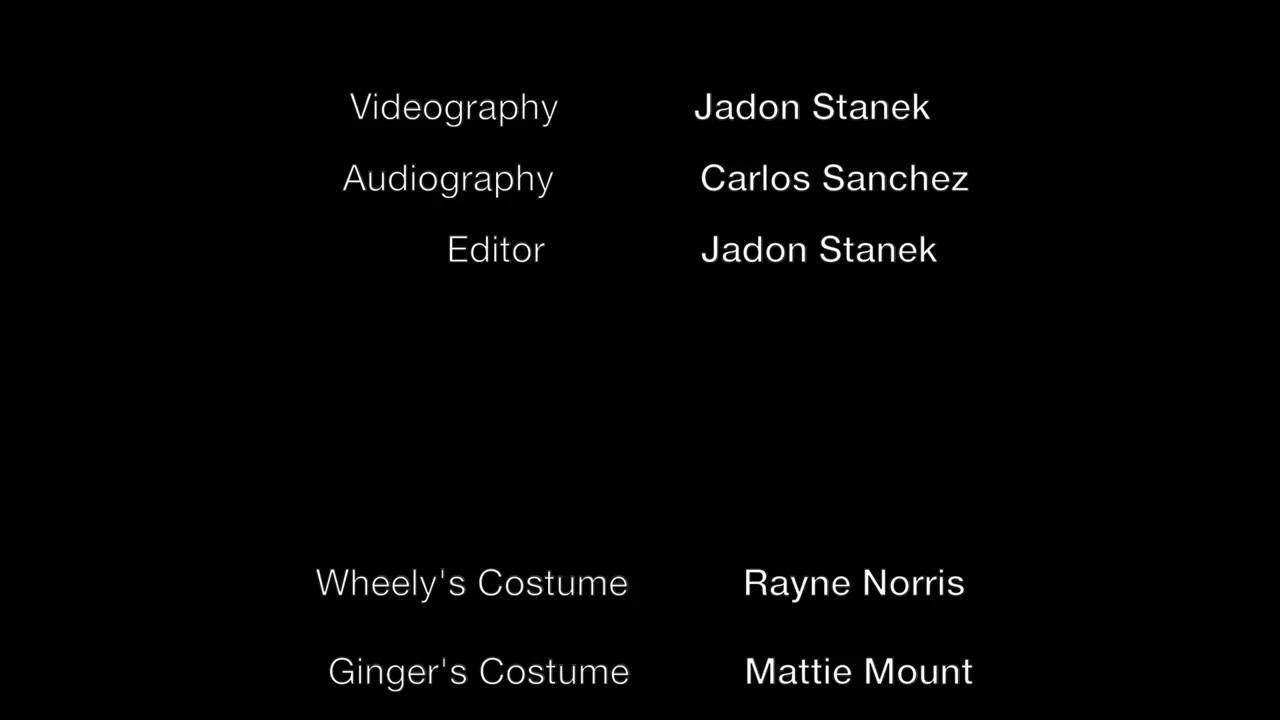 Videography Jadon Stanek
Audiography Carlos Sanchez
Editor Jadon Stanek
Wheely's Costume Rayne Norris
Ginger's Costume Mattie Mount